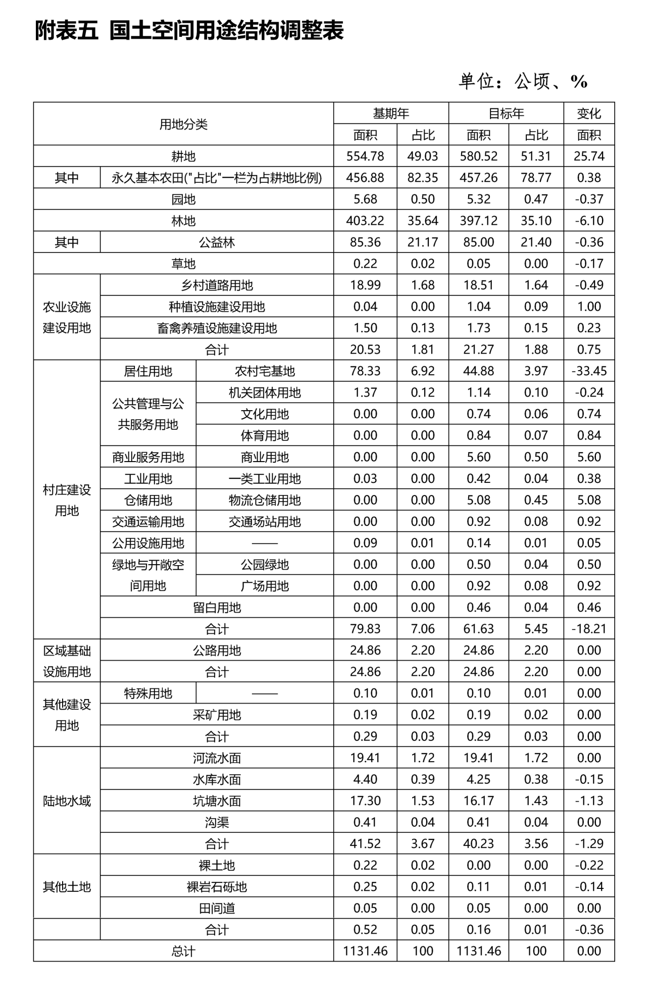 附表五 国土空间用途结构调整表
单位：公顷、%
用地分类 基期年 目标年 变化
面积 占比 面积 占比 面积
耕地 554.78 49.03 580.52 51.31 25.74
其中 永久基本农田("占比"一栏为占耕地比例) 456.88 82.35 457.26 78.77 0.38
园地 5.68 0.50 5.32 0.47 -0.37
林地 403.22 35.64 397.12 35.10 -6.10
其中 公益林 85.36 21.17 85.00 21.40 -0.36
草地 0.22 0.02 0.05 0.00 -0.17
农业设施
建设用地
乡村道路用地 18.99 1.68 18.51 1.64 -0.49
种植设施建设用地 0.04 0.00 1.04 0.09 1.00
畜禽养殖设施建设用地 1.50 0.13 1.73 0.15 0.23
合计 20.53 1.81 21.27 1.88 0.75
村庄建设
用地
居住用地 农村宅基地 78.33 6.92 44.88 3.97 -33.45
公共管理与公
共服务用地
机关团体用地 1.37 0.12 1.14 0.10 -0.24
文化用地 0.00 0.00 0.74 0.06 0.74
体育用地 0.00 0.00 0.84 0.07 0.84
商业服务用地 商业用地 0.00 0.00 5.60 0.50 5.60
工业用地 一类工业用地 0.03 0.00 0.42 0.04 0.38
仓储用地 物流仓储用地 0.00 0.00 5.08 0.45 5.08
交通运输用地 交通场站用地 0.00 0.00 0.92 0.08 0.92
公用设施用地 —— 0.09 0.01 0.14 0.01 0.05
绿地与开敞空
间用地
公园绿地 0.00 0.00 0.50 0.04 0.50
广场用地 0.00 0.00 0.92 0.08 0.92
留白用地 0.00 0.00 0.46 0.04 0.46
合计 79.83 7.06 61.63 5.45 -18.21
区域基础
设施用地
公路用地 24.86 2.20 24.86 2.20 0.00
合计 24.86 2.20 24.86 2.20 0.00
其他建设
用地
特殊用地 —— 0.10 0.01 0.10 0.01 0.00
采矿用地 0.19 0.02 0.19 0.02 0.00
合计 0.29 0.03 0.29 0.03 0.00
陆地水域
河流水面 19.41 1.72 19.41 1.72 0.00
水库水面 4.40 0.39 4.25 0.38 -0.15
坑塘水面 17.30 1.53 16.17 1.43 -1.13
沟渠 0.41 0.04 0.41 0.04 0.00
合计 41.52 3.67 40.23 3.56 -1.29
其他土地
裸土地 0.22 0.02 0.00 0.00 -0.22
裸岩石砾地 0.25 0.02 0.11 0.01 -0.14
田间道 0.05 0.00 0.05 0.00 0.00
合计 0.52 0.05 0.16 0.01 -0.36
总计 1131.46 100 1131.46 100 0.00